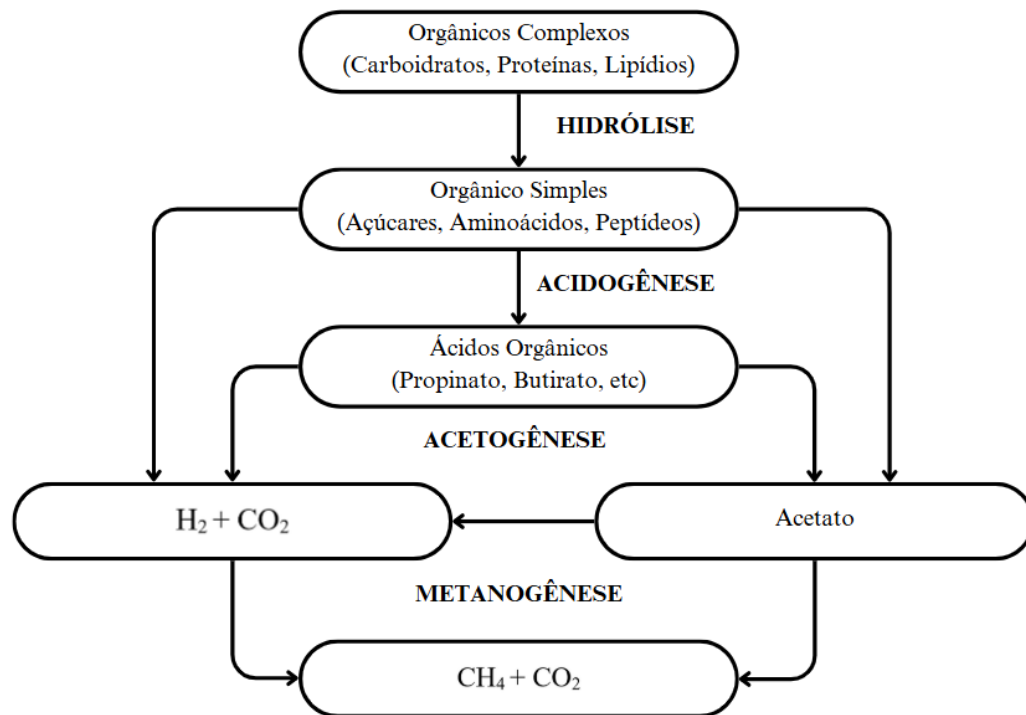 Orgânicos Complexos
(Carboidratos, Proteínas, Lipídios)
HIDRÓLISE
Orgânico Simples
(Açúcares, Aminoácidos, Peptídeos)
ACIDOGÊNESE
Ácidos Orgânicos
(Propinato, Butirato, etc)
ACETOGÊNESE
H₂ + CO₂
Acetato
METANOGÊNESE
CH₄ + CO₂